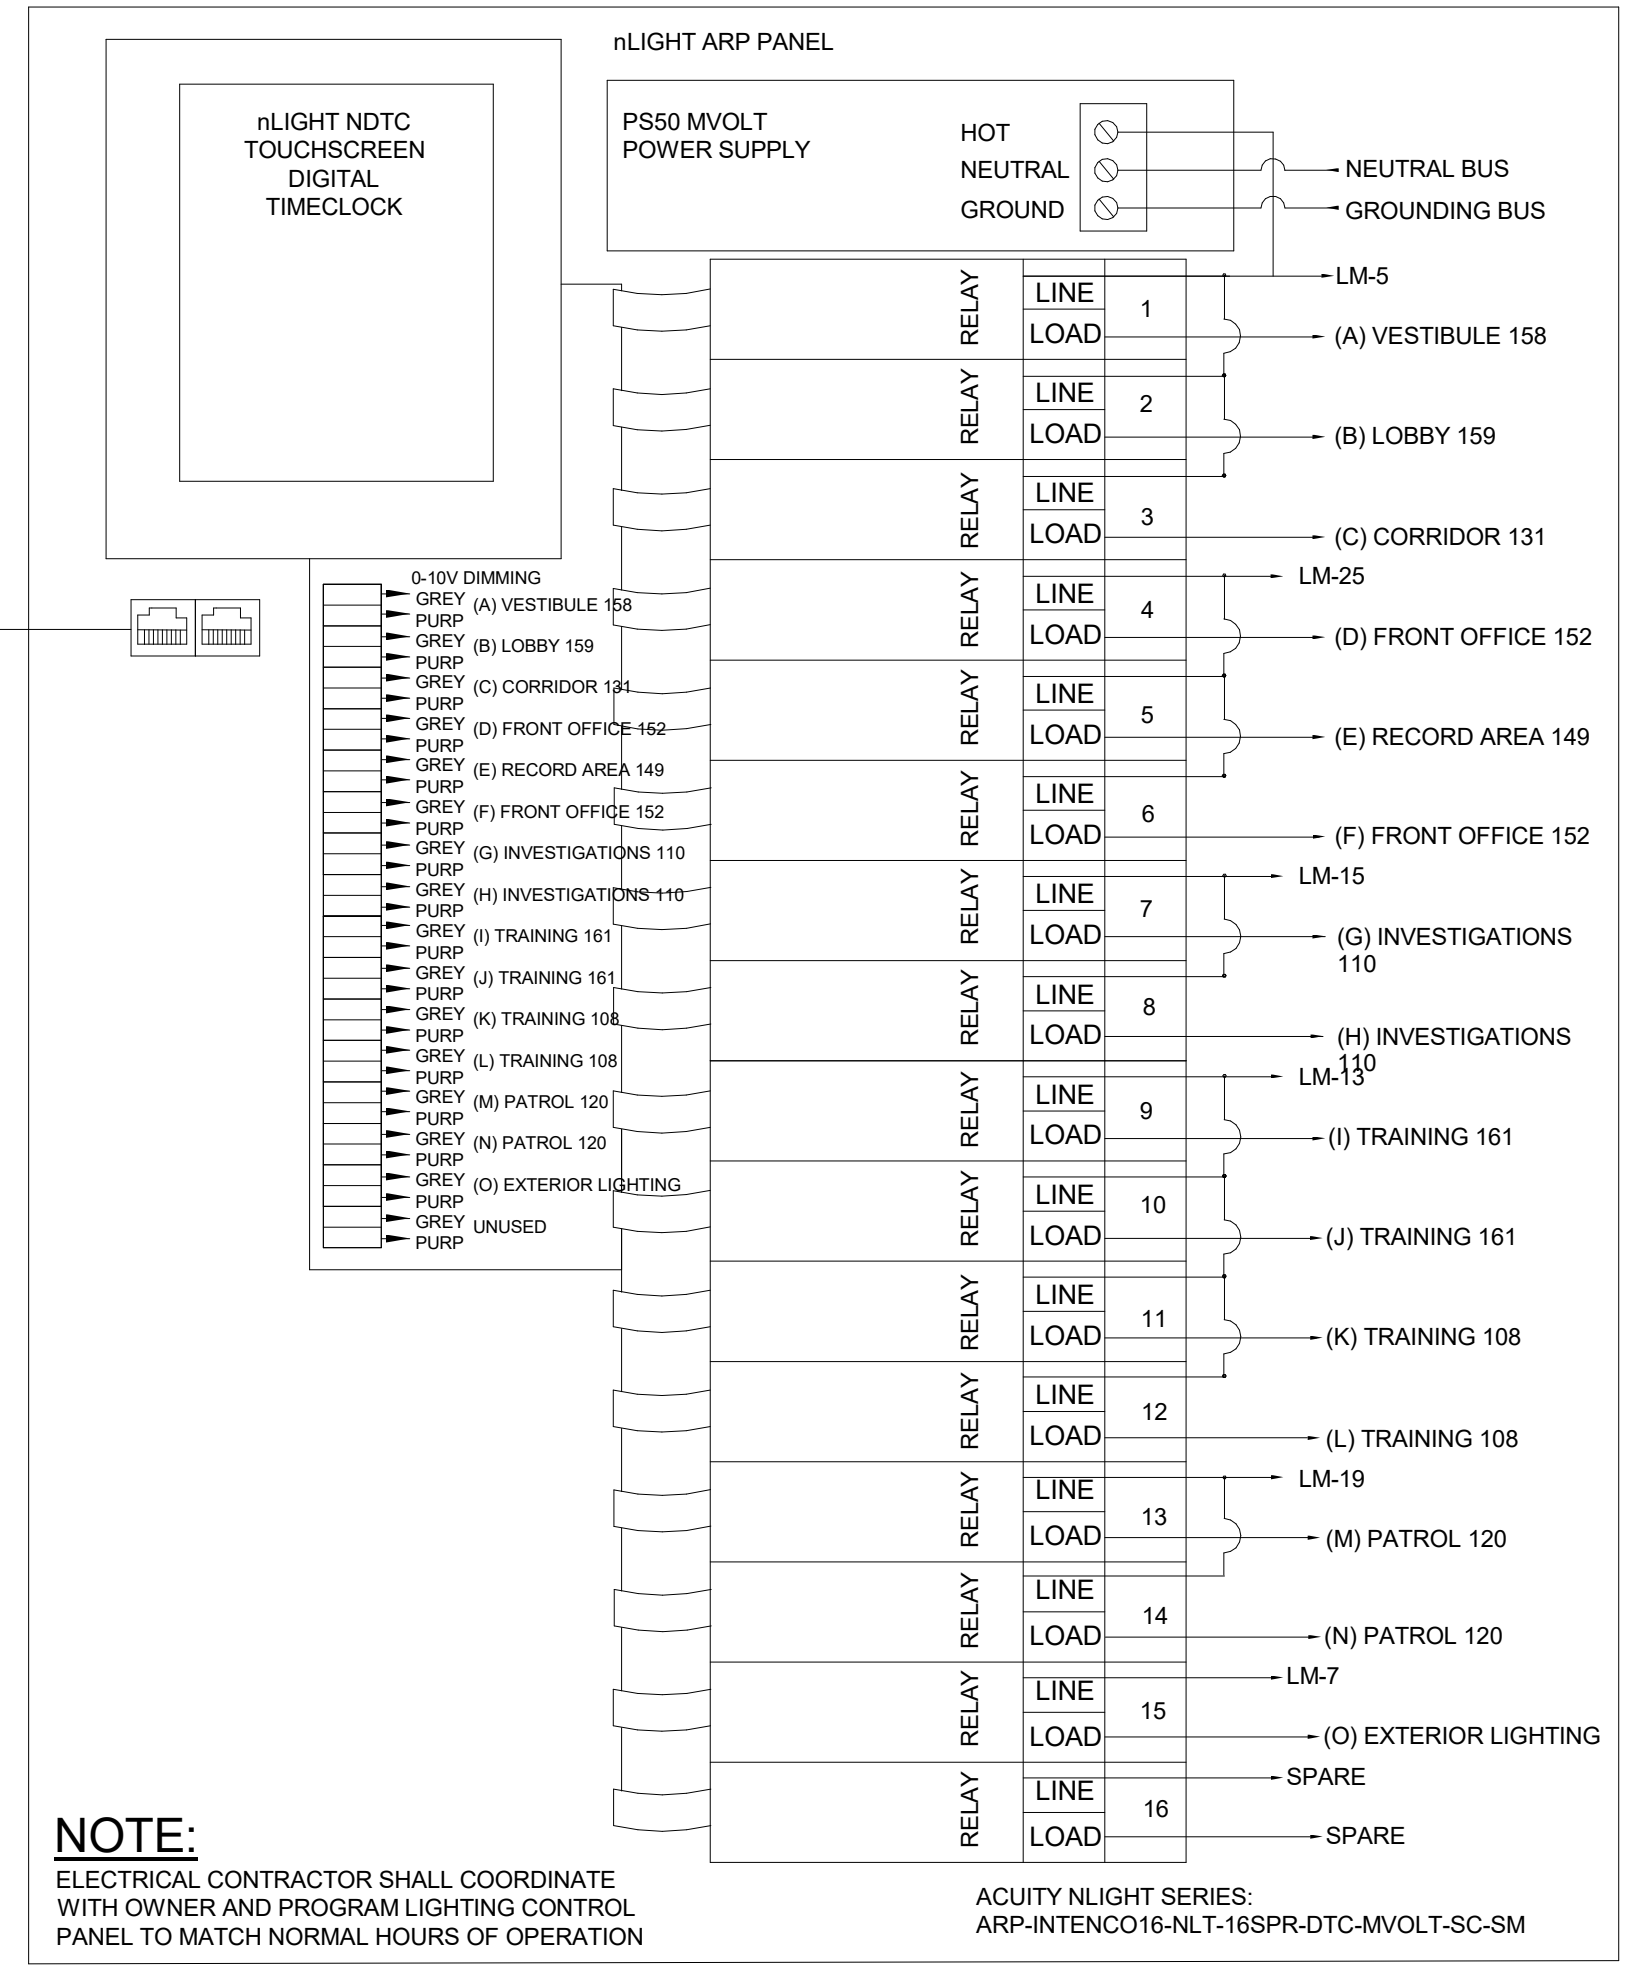 nLIGHT ARP PANEL
nLIGHT NDTC
TOUCHSCREEN
DIGITAL
TIMECLOCK
PS50 MVOLT
POWER SUPPLY
HOT
NEUTRAL
GROUND
NEUTRAL BUS
GROUNDING BUS
0-10V DIMMING
GREY
PURP
(A) VESTIBULE 158
GREY
PURP
(B) LOBBY 159
GREY
PURP
(C) CORRIDOR 131
GREY
PURP
(D) FRONT OFFICE 152
GREY
PURP
(E) RECORD AREA 149
GREY
PURP
(F) FRONT OFFICE 152
GREY
PURP
(G) INVESTIGATIONS 110
GREY
PURP
(H) INVESTIGATIONS 110
GREY
PURP
(I) TRAINING 161
GREY
PURP
(J) TRAINING 161
GREY
PURP
(K) TRAINING 108
GREY
PURP
(L) TRAINING 108
GREY
PURP
(M) PATROL 120
GREY
PURP
(N) PATROL 120
GREY
PURP
(O) EXTERIOR LIGHTING
GREY
PURP
UNUSED
RELAY
LINE
LOAD
1
LM-5
(A) VESTIBULE 158
RELAY
LINE
LOAD
2
(B) LOBBY 159
RELAY
LINE
LOAD
3
(C) CORRIDOR 131
RELAY
LINE
LOAD
4
LM-25
(D) FRONT OFFICE 152
RELAY
LINE
LOAD
5
(E) RECORD AREA 149
RELAY
LINE
LOAD
6
(F) FRONT OFFICE 152
RELAY
LINE
LOAD
7
LM-15
(G) INVESTIGATIONS
110
RELAY
LINE
LOAD
8
(H) INVESTIGATIONS
110
RELAY
LINE
LOAD
9
LM-13
(I) TRAINING 161
RELAY
LINE
LOAD
10
(J) TRAINING 161
RELAY
LINE
LOAD
11
(K) TRAINING 108
RELAY
LINE
LOAD
12
(L) TRAINING 108
RELAY
LINE
LOAD
13
LM-19
(M) PATROL 120
RELAY
LINE
LOAD
14
(N) PATROL 120
RELAY
LINE
LOAD
15
LM-7
(O) EXTERIOR LIGHTING
RELAY
LINE
LOAD
16
SPARE
SPARE
NOTE:
ELECTRICAL CONTRACTOR SHALL COORDINATE
WITH OWNER AND PROGRAM LIGHTING CONTROL
PANEL TO MATCH NORMAL HOURS OF OPERATION
ACUITY NLIGHT SERIES:
ARP-INTENCO16-NLT-16SPR-DTC-MVOLT-SC-SM